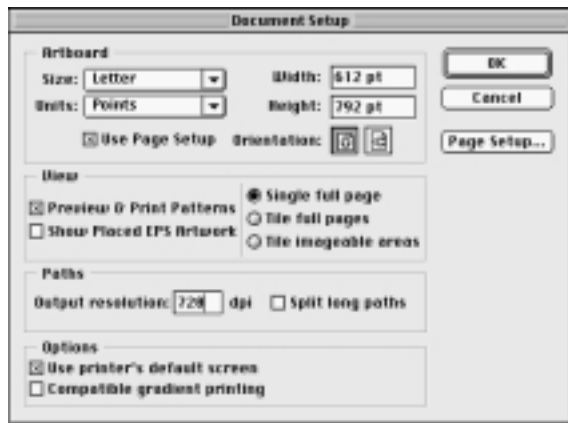 Document Setup
Artboard
Size: Letter
Width: 612 pt
OK
Units: Points
Height: 792 pt
Cancel
Use Page Setup
Orientation:
Page Setup...
View
Preview & Print Patterns
Single full page
Show Placed EPS Artwork
Tile full pages
Tile imageable areas
Paths
Output resolution: 720 dpi
Split long paths
Options
Use printer's default screen
Compatible gradient printing